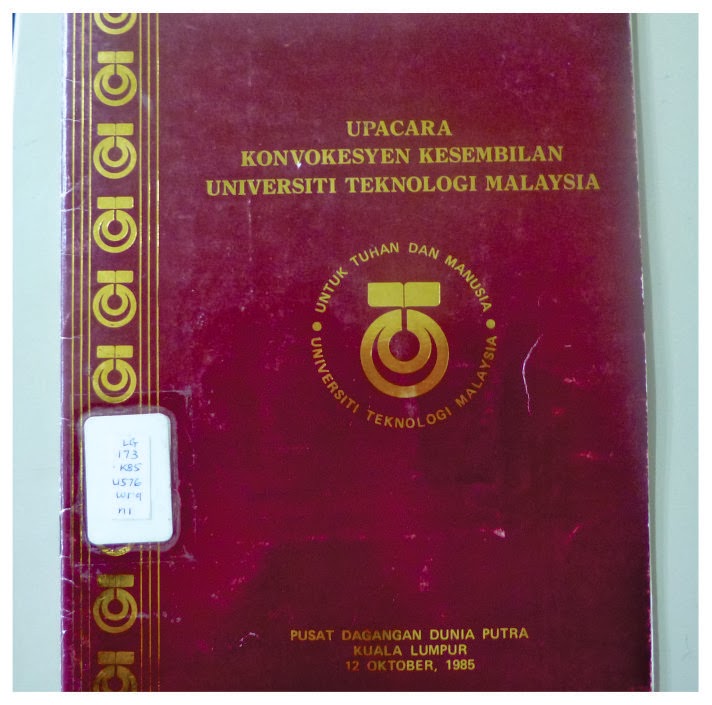 UPACARA
KONVOKESYEN KESEMBILAN
UNIVERSITI TEKNOLOGI MALAYSIA
UNTUK TUHAN DAN MANUSIA
• UNIVERSITI TEKNOLOGI MALAYSIA •
LG
173
.K85
U576
n1
PUSAT DAGANGAN DUNIA PUTRA
KUALA LUMPUR
12 OKTOBER, 1985